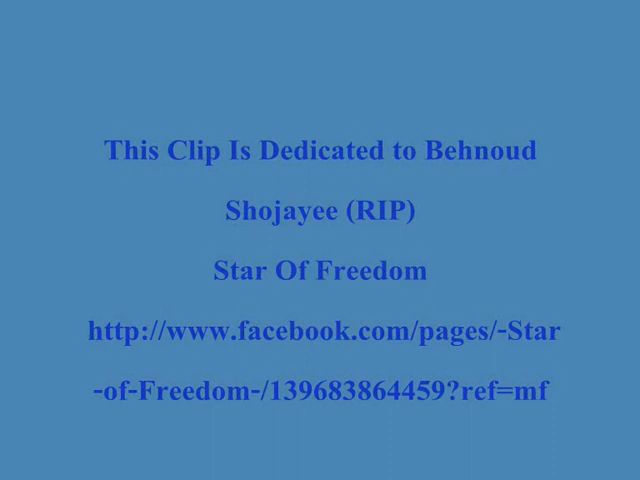 This Clip Is Dedicated to Behnoud
Shojayee (RIP)
Star Of Freedom
http://www.facebook.com/pages/-Star
-of-Freedom-/139683864459?ref=mf